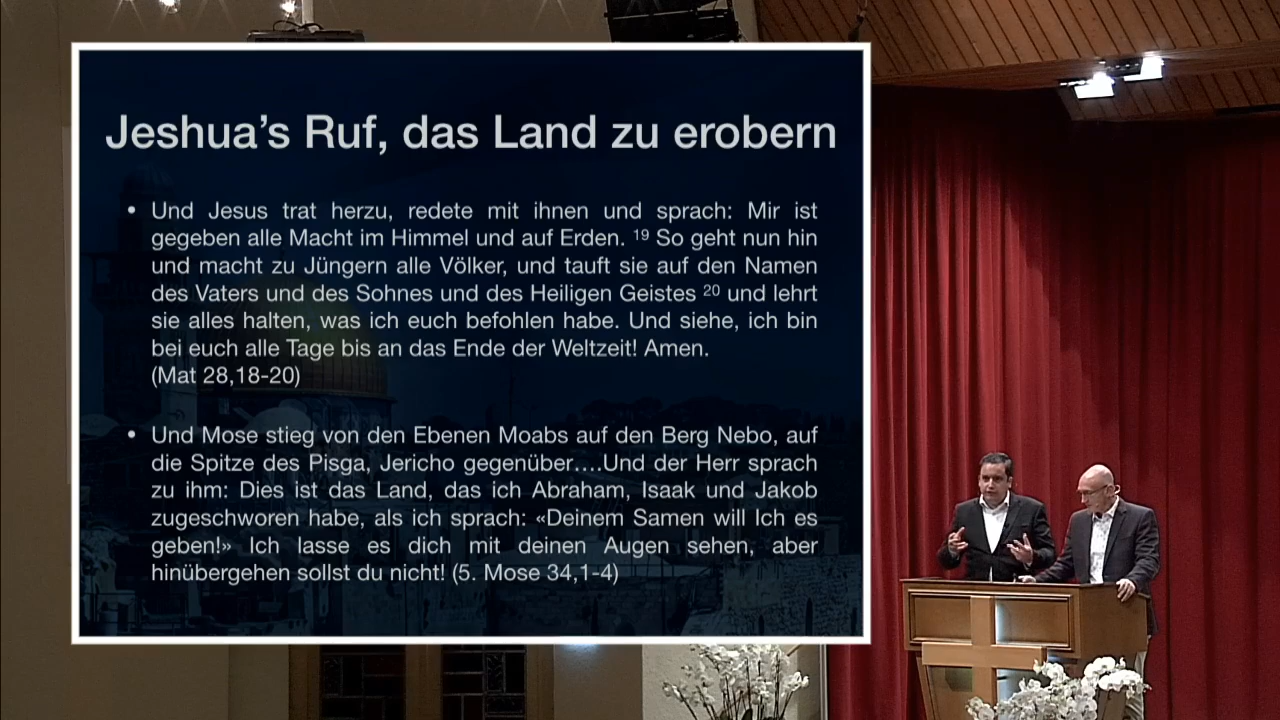 Jeshua’s Ruf, das Land zu erobern
• Und Jesus trat herzu, redete mit ihnen und sprach: Mir ist
gegeben alle Macht im Himmel und auf Erden. ¹⁹ So geht nun hin
und macht zu Jüngern alle Völker, und tauft sie auf den Namen
des Vaters und des Sohnes und des Heiligen Geistes ²⁰ und lehrt
sie alles halten, was ich euch befohlen habe. Und siehe, ich bin
bei euch alle Tage bis an das Ende der Weltzeit! Amen.
(Mat 28,18-20)
• Und Mose stieg von den Ebenen Moabs auf den Berg Nebo, auf
die Spitze des Pisga, Jericho gegenüber….Und der Herr sprach
zu ihm: Dies ist das Land, das ich Abraham, Isaak und Jakob
zugeschworen habe, als ich sprach: «Deinem Samen will Ich es
geben!» Ich lasse es dich mit deinen Augen sehen, aber
hinübergehen sollst du nicht! (5. Mose 34,1-4)